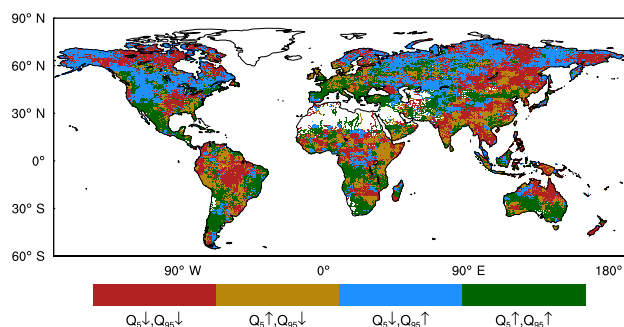 90° N
60° N
30° N
0°
30° S
60° S
90° W 0° 90° E 180°
Q₅↓,Q₉₅↓ Q₅↑,Q₉₅↓ Q₅↓,Q₉₅↑ Q₅↑,Q₉₅↑